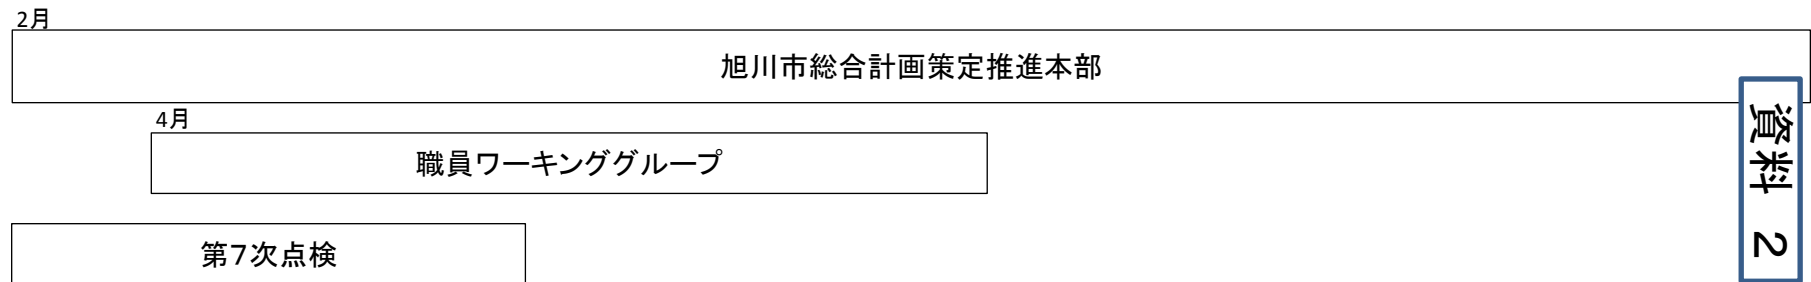 2月
旭川市総合計画策定推進本部
4月
職員ワーキンググループ
第7次点検
資料 2